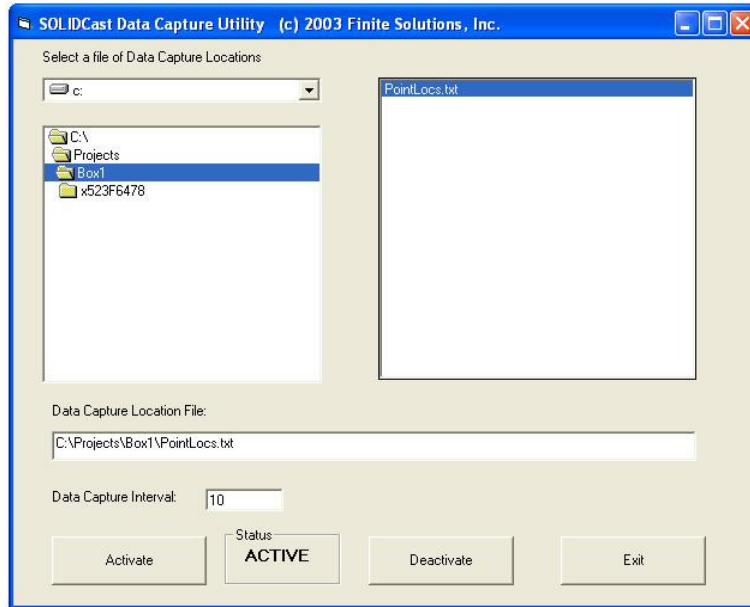 SOLIDCast Data Capture Utility (c) 2003 Finite Solutions, Inc.
Select a file of Data Capture Locations
c:
PointLocs.txt
C:\
Projects
Box1
x523F6478
Data Capture Location File:
C:\Projects\Box1\PointLocs.txt
Data Capture Interval: 10
Status
Activate ACTIVE Deactivate Exit